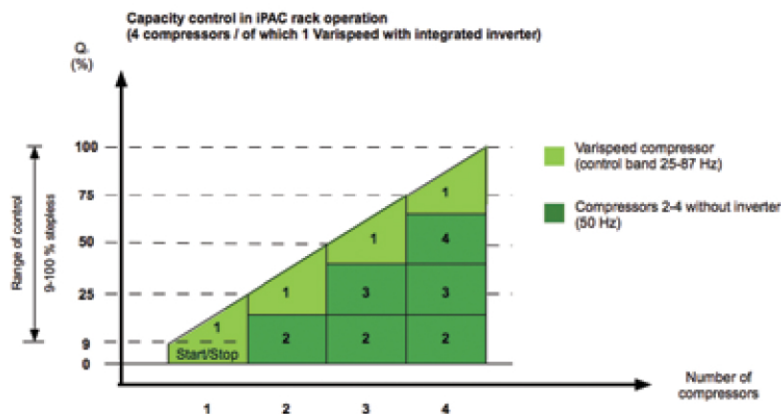 Capacity control in iPAC rack operation
(4 compressors / of which 1 Varispeed with integrated inverter)
Q.
(%)
100
75
50
25
9
0
Range of control
9-100 % stepless
1
1
1
1
4
3
3
2
2
2
Start/Stop
1
2
3
4
Number of
compressors
Varispeed compressor
(control band 25-87 Hz)
Compressors 2-4 without inverter
(50 Hz)